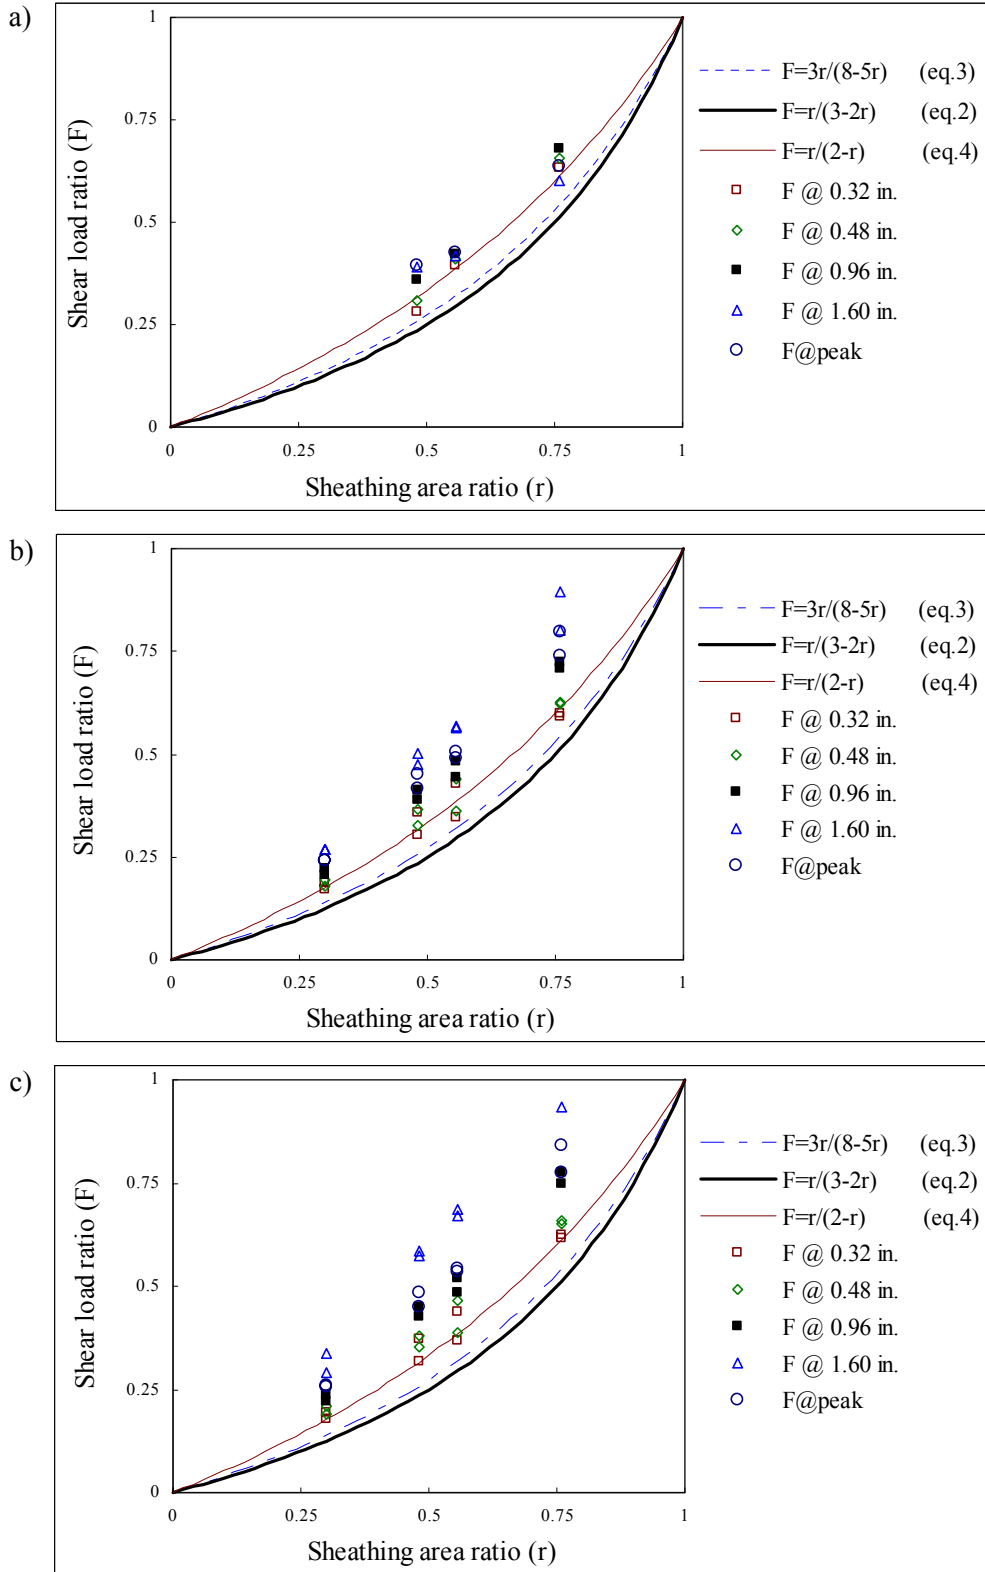 a)
1
0.75
0.5
0.25
0
0 0.25 0.5 0.75 1
Shear load ratio (F)
Sheathing area ratio (r)
F=3r/(8-5r) (eq.3)
F=r/(3-2r) (eq.2)
F=r/(2-r) (eq.4)
F @ 0.32 in.
F @ 0.48 in.
F @ 0.96 in.
F @ 1.60 in.
F@peak
b)
1
0.75
0.5
0.25
0
0 0.25 0.5 0.75 1
Shear load ratio (F)
Sheathing area ratio (r)
F=3r/(8-5r) (eq.3)
F=r/(3-2r) (eq.2)
F=r/(2-r) (eq.4)
F @ 0.32 in.
F @ 0.48 in.
F @ 0.96 in.
F @ 1.60 in.
F@peak
c)
1
0.75
0.5
0.25
0
0 0.25 0.5 0.75 1
Shear load ratio (F)
Sheathing area ratio (r)
F=3r/(8-5r) (eq.3)
F=r/(3-2r) (eq.2)
F=r/(2-r) (eq.4)
F @ 0.32 in.
F @ 0.48 in.
F @ 0.96 in.
F @ 1.60 in.
F@peak